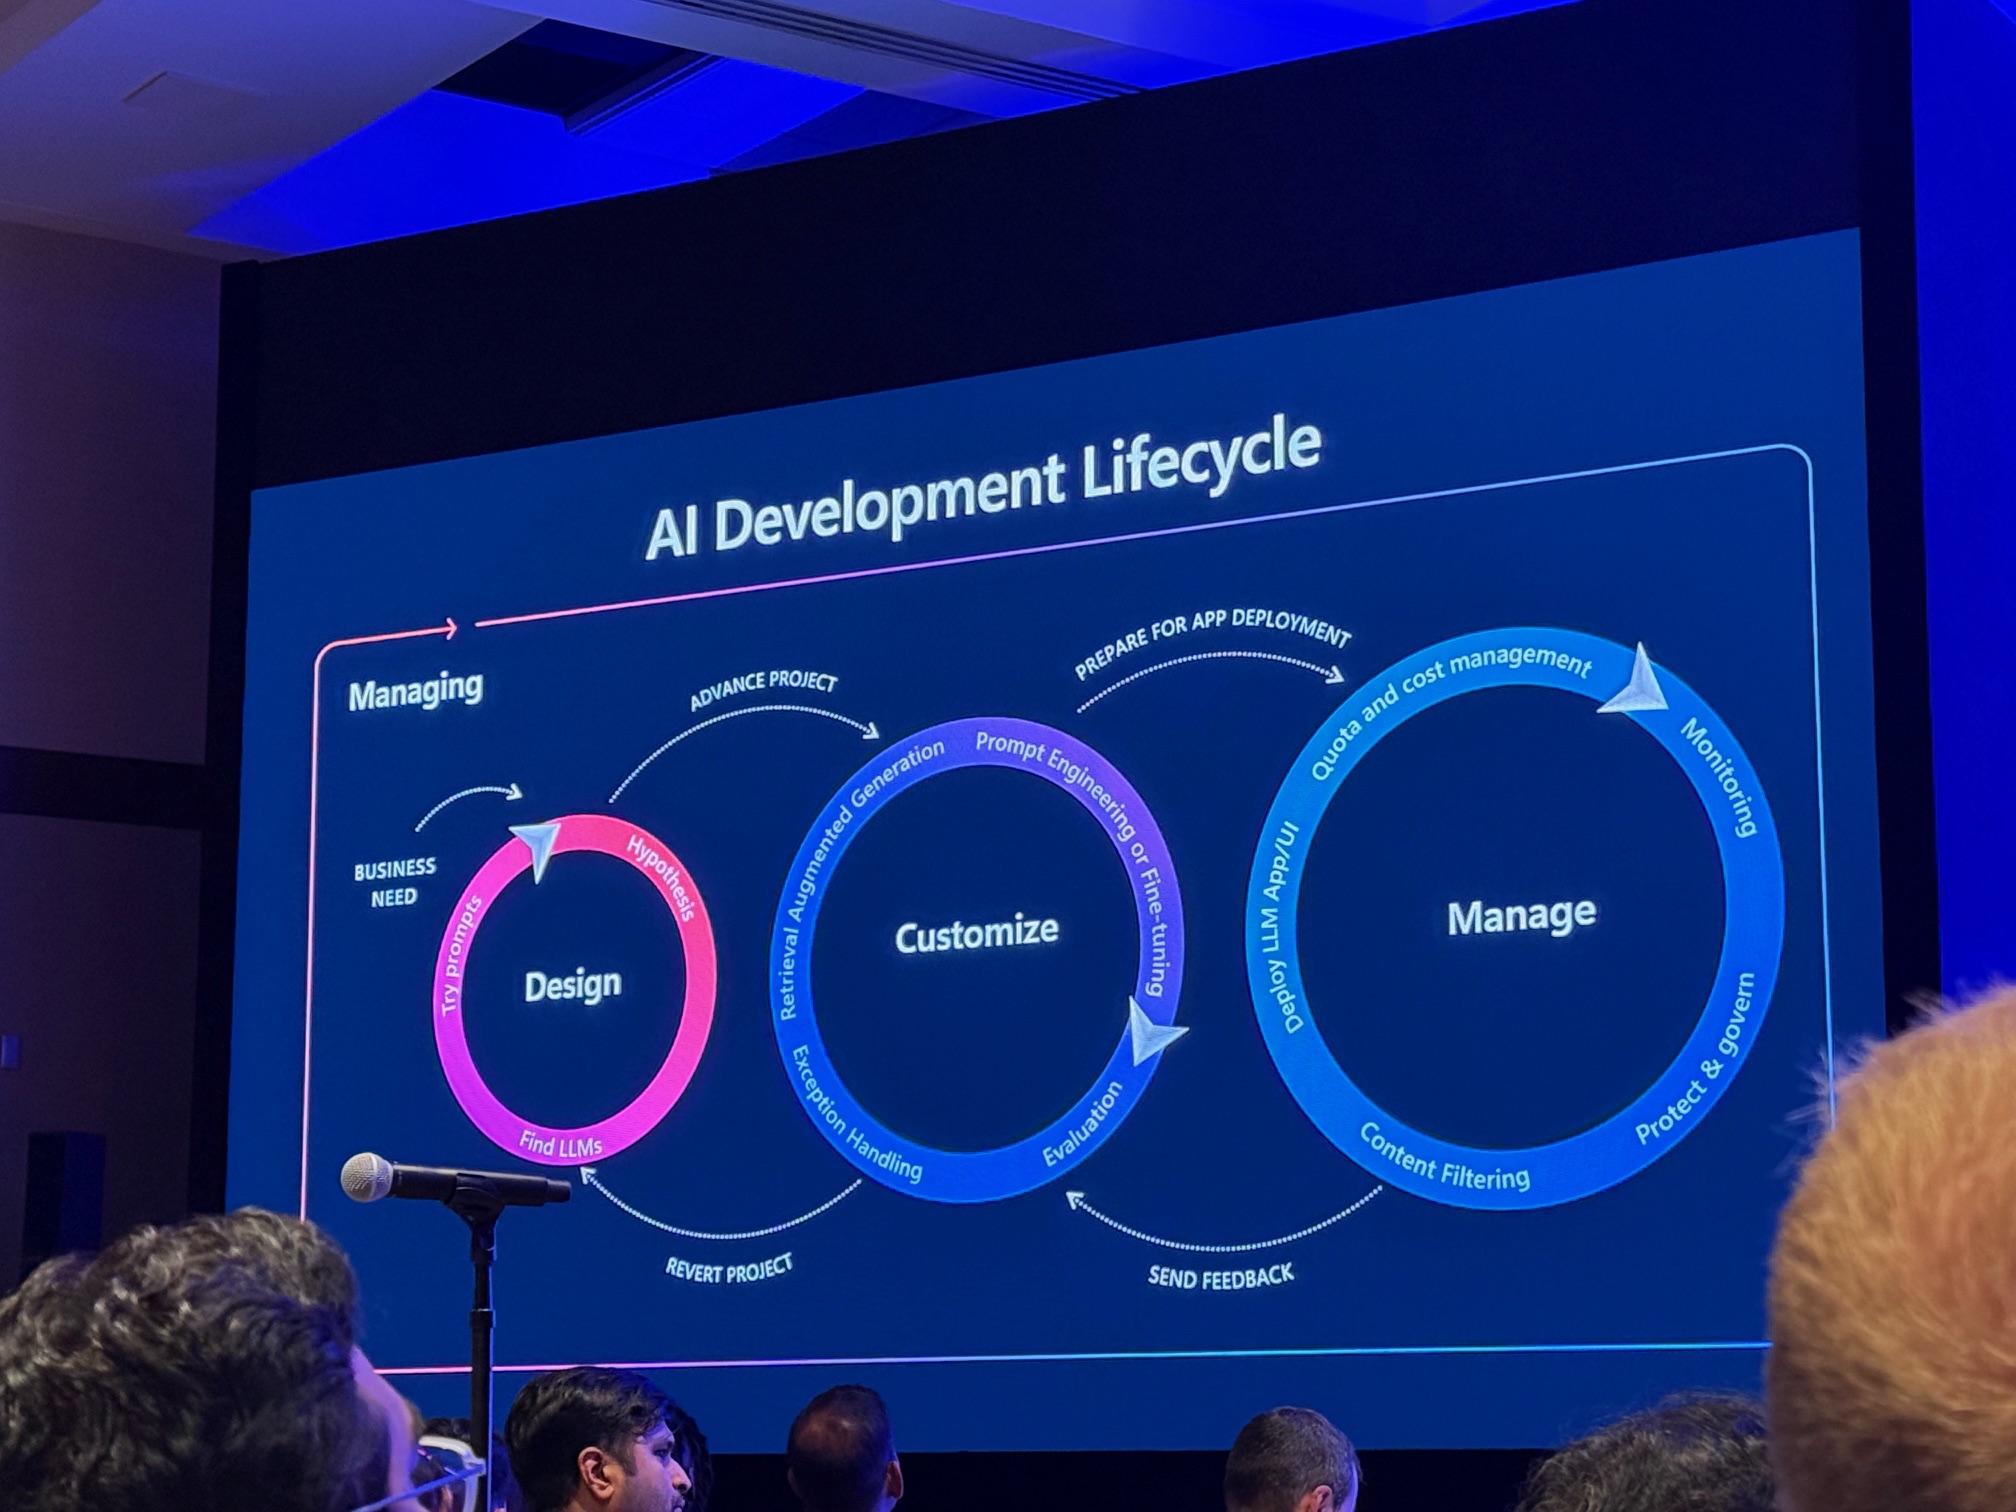 AI Development Lifecycle
Managing
BUSINESS
NEED
ADVANCE PROJECT
PREPARE FOR APP DEPLOYMENT
Design
Hypothesis
Find LLMs
Try prompts
REVERT PROJECT
Customize
Prompt Engineering or Fine-tuning
Evaluation
Exception Handling
Retrieval Augmented Generation
SEND FEEDBACK
Manage
Quota and cost management
Monitoring
Protect & govern
Content Filtering
Deploy LLM App/UI